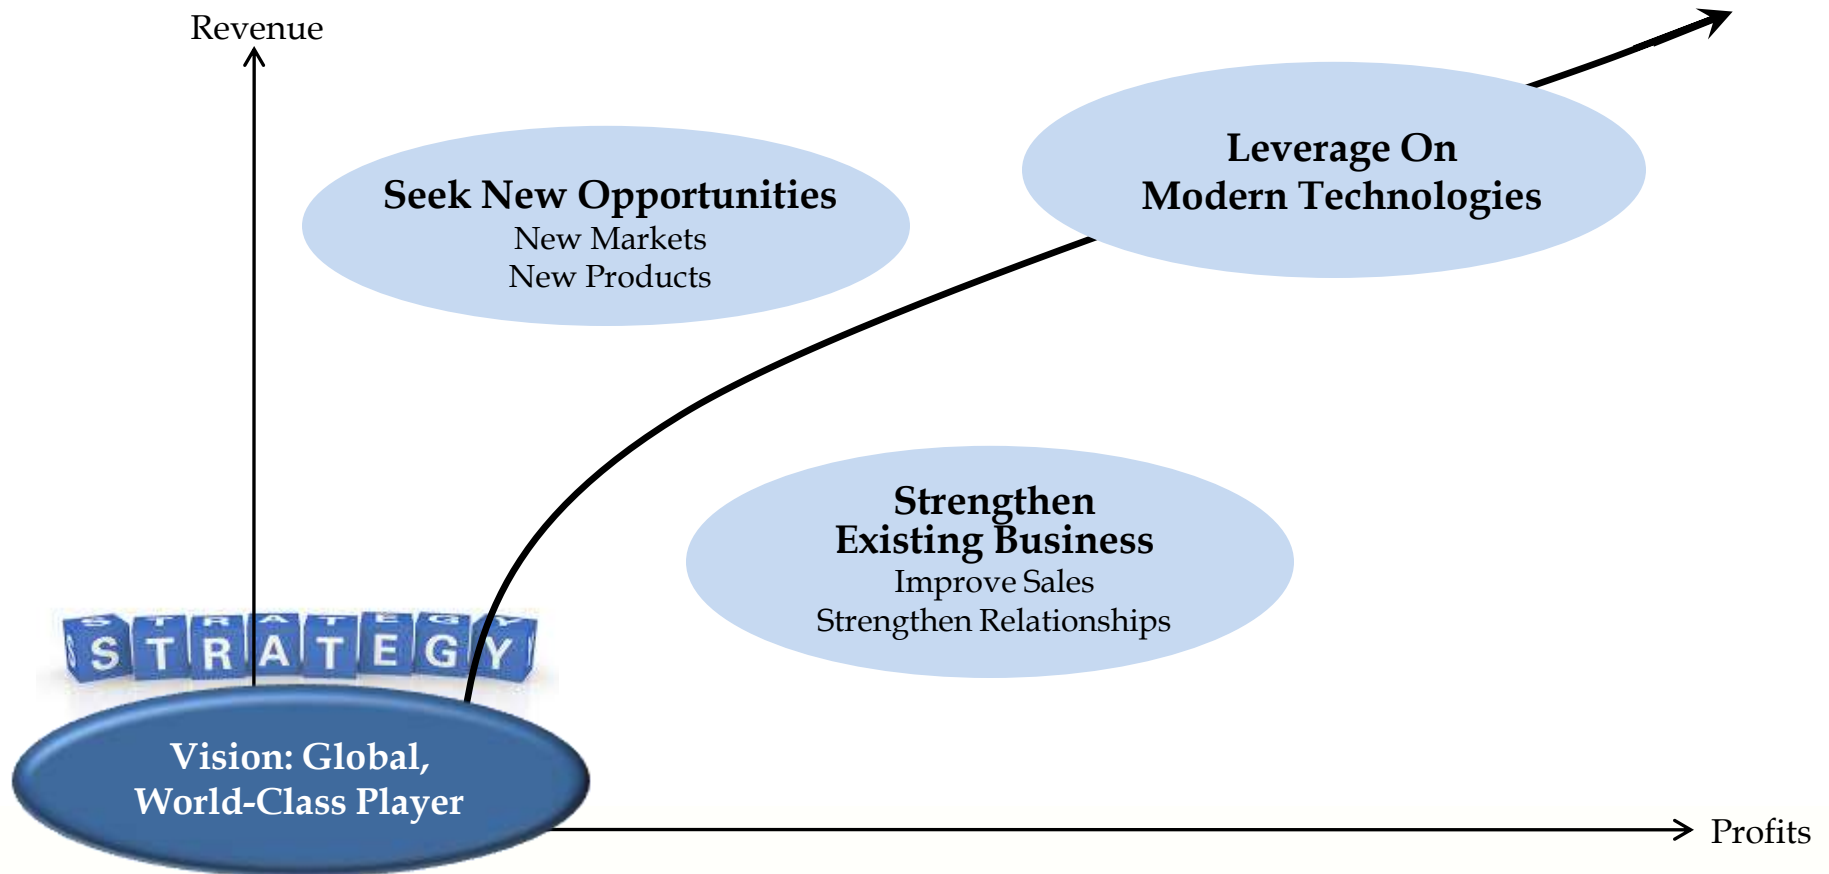 Revenue
Leverage On
Modern Technologies
Seek New Opportunities
New Markets
New Products
Strengthen
Existing Business
Improve Sales
Strengthen Relationships
STRATEGY
Vision: Global,
World-Class Player
Profits